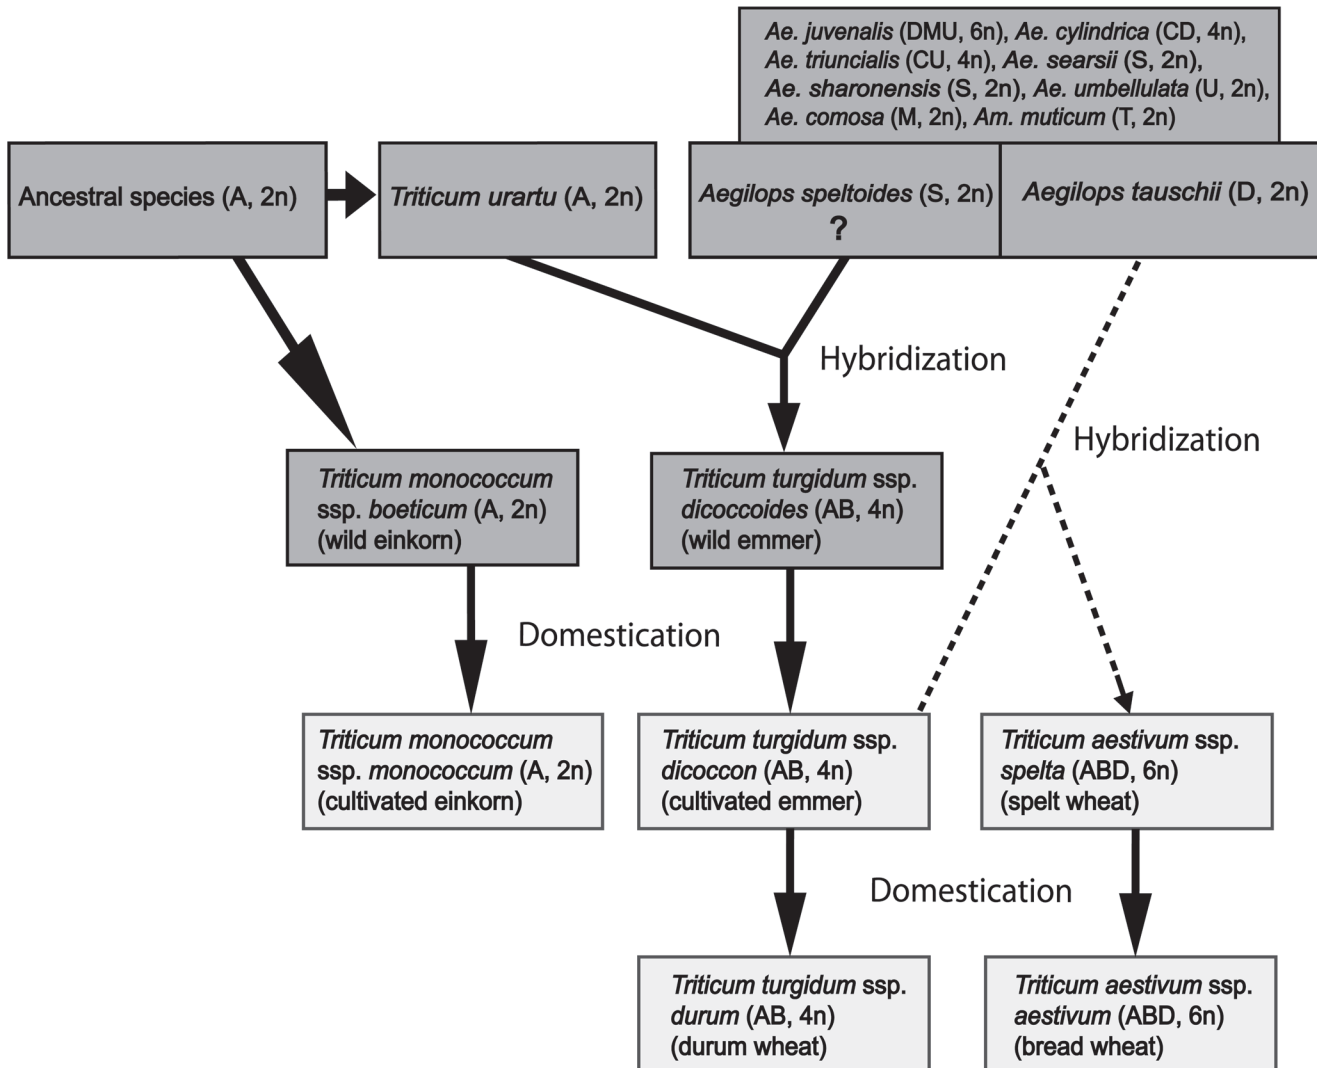 Ae. juvenalis (DMU, 6n), Ae. cylindrica (CD, 4n),
Ae. triuncialis (CU, 4n), Ae. searsii (S, 2n),
Ae. sharonensis (S, 2n), Ae. umbellulata (U, 2n),
Ae. comosa (M, 2n), Am. muticum (T, 2n)
Ancestral species (A, 2n)
Triticum urartu (A, 2n)
Aegilops speltoides (S, 2n)
?
Aegilops tauschii (D, 2n)
Hybridization
Hybridization
Triticum monococcum
ssp. boeticum (A, 2n)
(wild einkorn)
Triticum turgidum ssp.
dicoccoides (AB, 4n)
(wild emmer)
Domestication
Triticum monococcum
ssp. monococcum (A, 2n)
(cultivated einkorn)
Triticum turgidum ssp.
dicoccon (AB, 4n)
(cultivated emmer)
Triticum aestivum ssp.
spelta (ABD, 6n)
(spelt wheat)
Domestication
Triticum turgidum ssp.
durum (AB, 4n)
(durum wheat)
Triticum aestivum ssp.
aestivum (ABD, 6n)
(bread wheat)